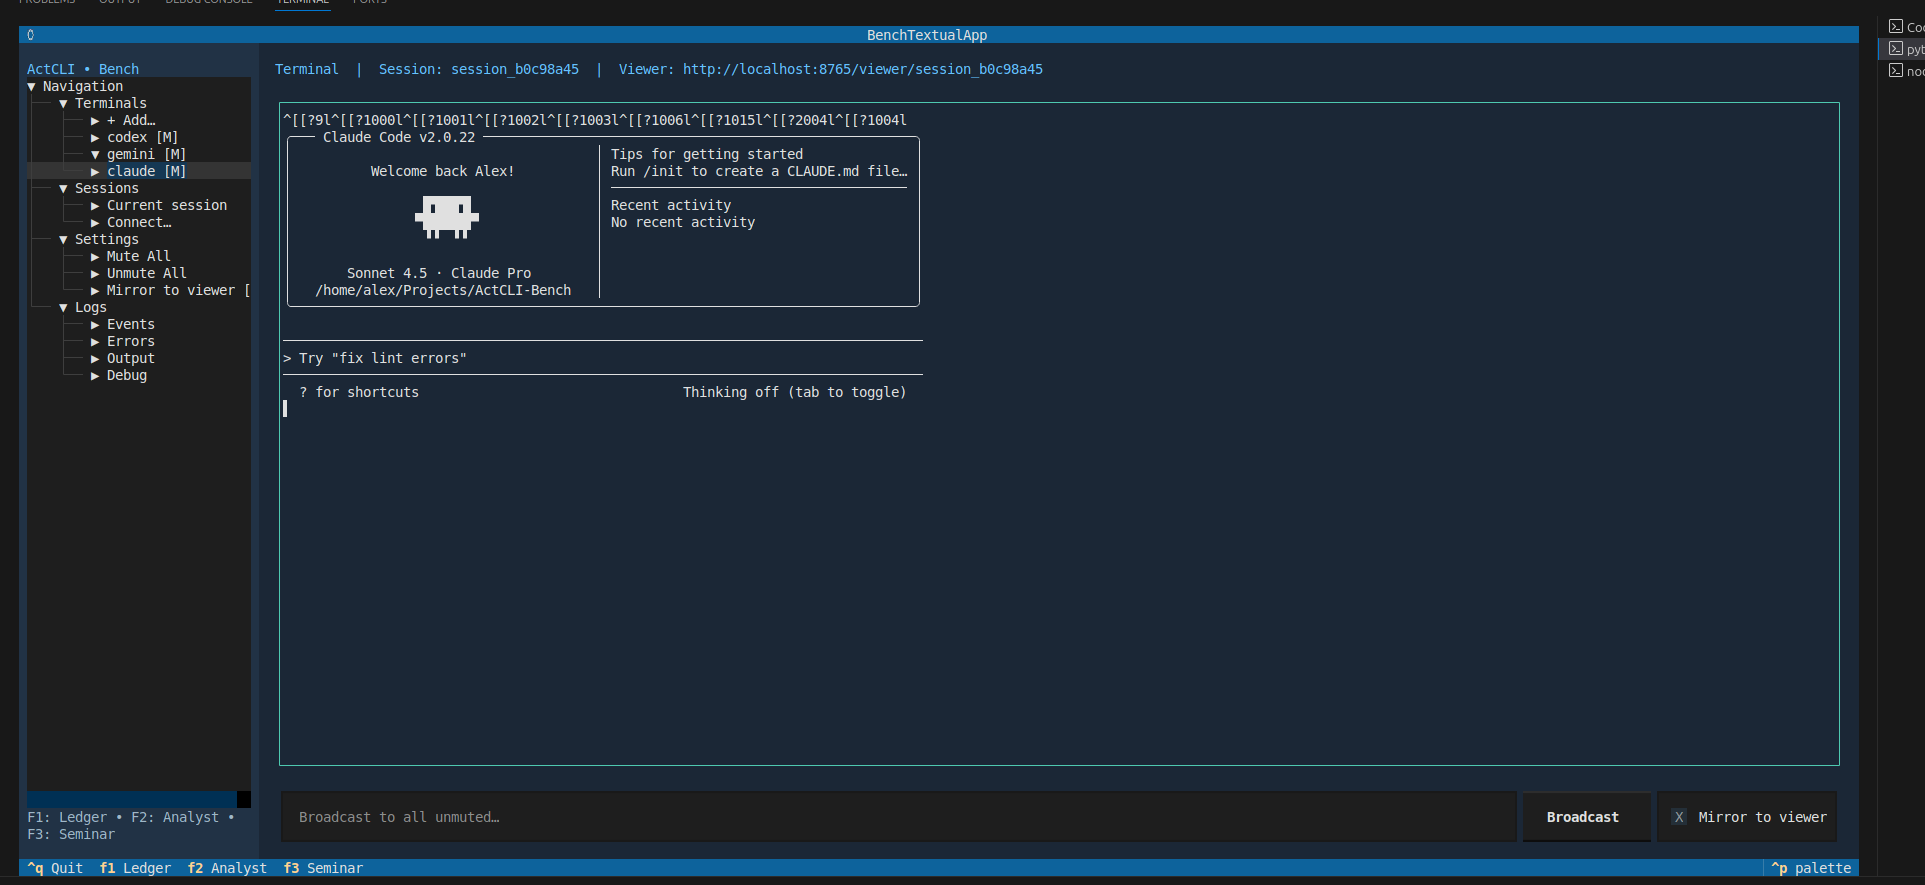 PROBLEMS OUTPUT DEBUG CONSOLE TERMINAL PORTS
BenchTextualApp
ActCLI • Bench
▼ Navigation
▼ Terminals
▶ + Add…
▶ codex [M]
▼ gemini [M]
▶ claude [M]
▼ Sessions
▶ Current session
▶ Connect…
▼ Settings
▶ Mute All
▶ Unmute All
▶ Mirror to viewer [
▼ Logs
▶ Events
▶ Errors
▶ Output
▶ Debug
F1: Ledger • F2: Analyst •
F3: Seminar
Terminal | Session: session_b0c98a45 | Viewer: http://localhost:8765/viewer/session_b0c98a45
^[[?9l^[[?1000l^[[?1001l^[[?1002l^[[?1003l^[[?1006l^[[?1015l^[[?2004l^[[?1004l
Claude Code v2.0.22
Welcome back Alex!
Sonnet 4.5 · Claude Pro
/home/alex/Projects/ActCLI-Bench
Tips for getting started
Run /init to create a CLAUDE.md file…
Recent activity
No recent activity
> Try "fix lint errors"
? for shortcuts Thinking off (tab to toggle)
Broadcast to all unmuted…
Broadcast
X Mirror to viewer
^q Quit f1 Ledger f2 Analyst f3 Seminar ^p palette